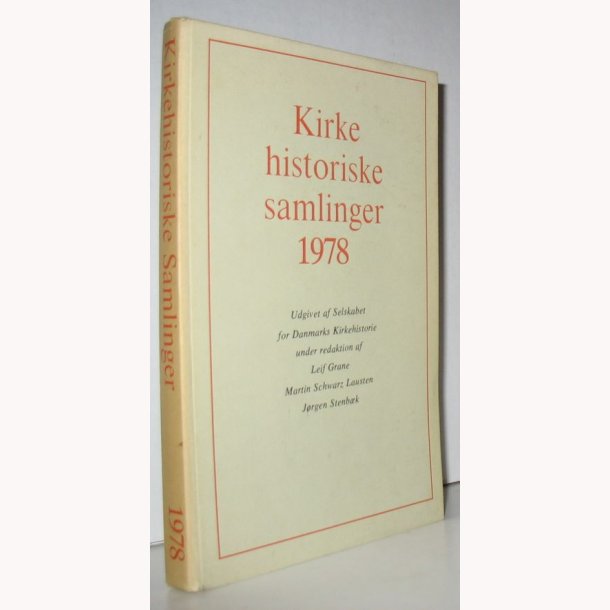 Kirkehistoriske Samlinger 1978
Kirke
historiske
samlinger
1978
Udgivet af Selskabet
for Danmarks Kirkehistorie
under redaktion af
Leif Grane
Martin Schwarz Lausten
Jørgen Stenbæk